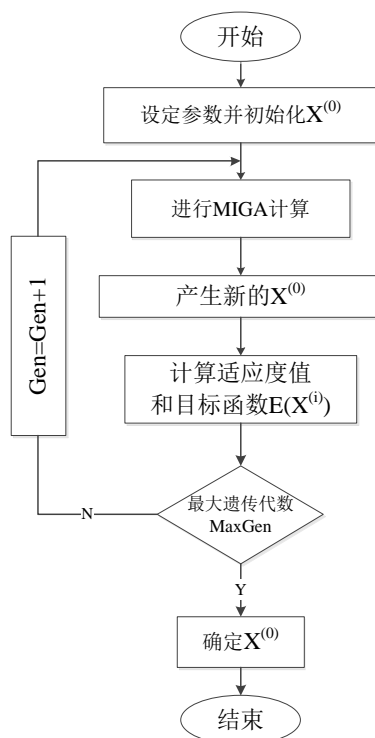 开始
设定参数并初始化X^(0)
进行MIGA计算
产生新的X^(0)
Gen=Gen+1
计算适应度值
和目标函数E(X^(i))
最大遗传代数
MaxGen
N
Y
确定X^(0)
结束